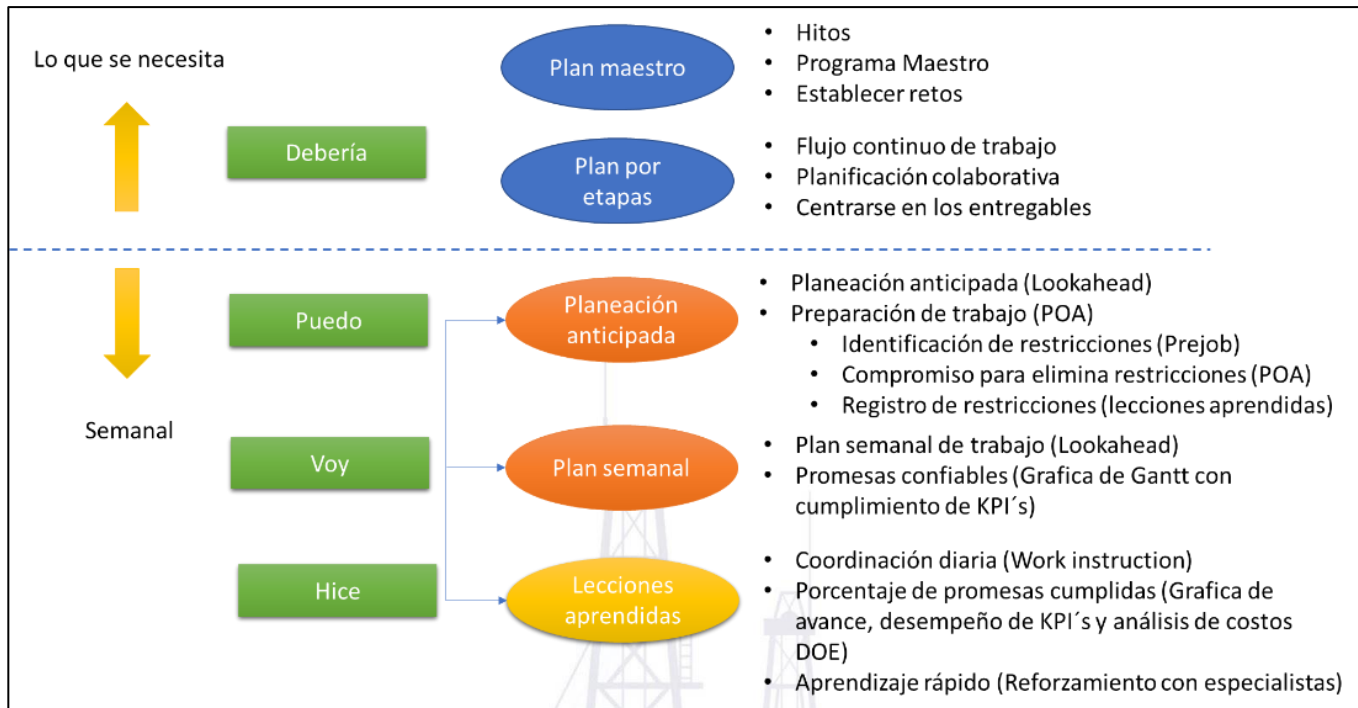 Lo que se necesita
Debería
Plan maestro
• Hitos
• Programa Maestro
• Establecer retos
Plan por
etapas
• Flujo continuo de trabajo
• Planificación colaborativa
• Centrarse en los entregables
Semanal
Puedo
Planeación
anticipada
• Planeación anticipada (Lookahead)
• Preparación de trabajo (POA)
• Identificación de restricciones (Prejob)
• Compromiso para elimina restricciones (POA)
• Registro de restricciones (lecciones aprendidas)
Voy
Plan semanal
• Plan semanal de trabajo (Lookahead)
• Promesas confiables (Grafica de Gantt con
cumplimiento de KPI´s)
Hice
Lecciones
aprendidas
• Coordinación diaria (Work instruction)
• Porcentaje de promesas cumplidas (Grafica de
avance, desempeño de KPI´s y análisis de costos
DOE)
• Aprendizaje rápido (Reforzamiento con especialistas)